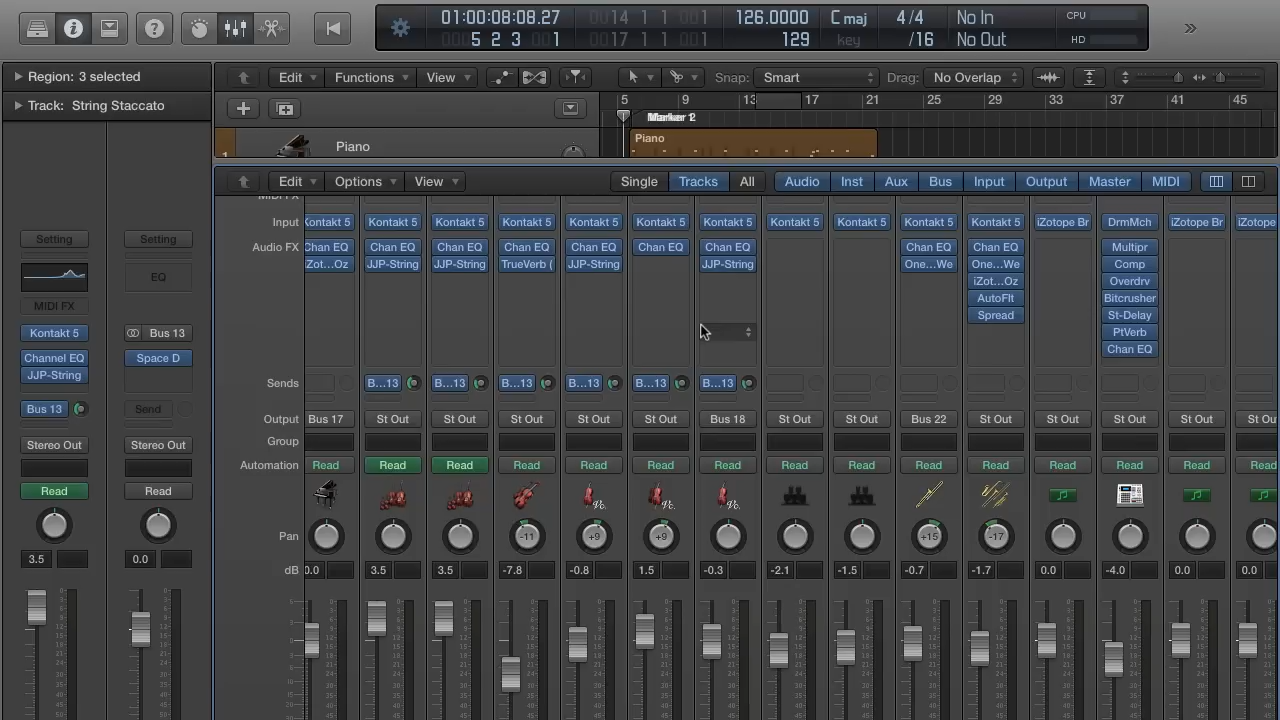 01:00:08:08.27 0014 1 1 001 126.0000 C maj 4/4 No In CPU
5 2 3 001 0017 1 1 001 129 key /16 No Out HD
Region: 3 selected
Edit Functions View Snap: Smart Drag: No Overlap
Track: String Staccato
5 9 13 17 21 25 29 33 37 41 45
Piano
Piano
Edit Options View Single Tracks All Audio Inst Aux Bus Input Output Master MIDI
Input Kontakt 5 Kontakt 5 Kontakt 5 Kontakt 5 Kontakt 5 Kontakt 5 Kontakt 5 Kontakt 5 Kontakt 5 Kontakt 5 Kontakt 5 iZotope Br DrmMch iZotope Br iZotope
Setting Setting
Audio FX Chan EQ Chan EQ Chan EQ Chan EQ Chan EQ Chan EQ Chan EQ Chan EQ Chan EQ Multipr
iZot...Oz JJP-String JJP-String TrueVerb ( JJP-String JJP-String One...We One...We Comp
EQ
iZot...Oz Overdrv
MIDI FX
AutoFlt Bitcrusher
Spread St-Delay
Kontakt 5 Bus 13
PtVerb
Chan EQ
Channel EQ Space D
JJP-String
Sends B...13 B...13 B...13 B...13 B...13 B...13
Bus 13 Send
Output Bus 17 St Out St Out St Out St Out St Out Bus 18 St Out St Out Bus 22 St Out St Out St Out St Out St Out
Group
Stereo Out Stereo Out
Automation Read Read Read Read Read Read Read Read Read Read Read Read Read Read Read
Read Read
Pan -11 +9 +9 +15 -17
3.5 0.0
dB 0.0 3.5 3.5 -7.8 -0.8 1.5 -0.3 -2.1 -1.5 -0.7 -1.7 0.0 -4.0 0.0 0.0